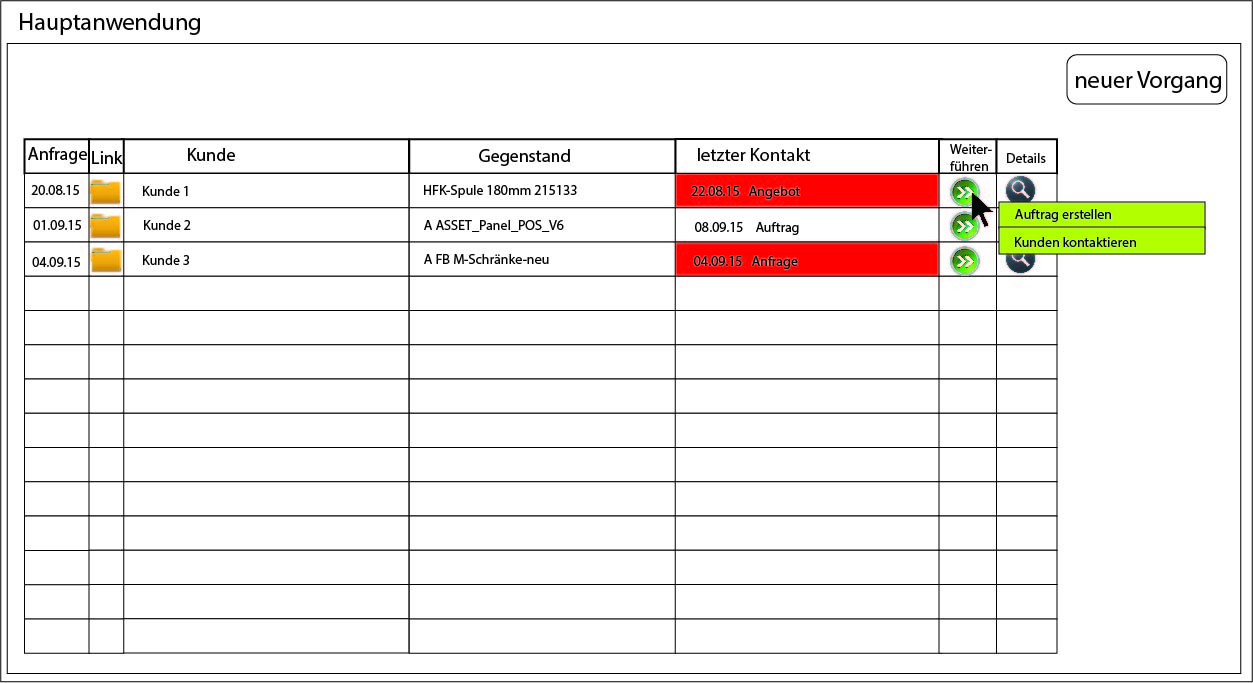 Hauptanwendung
neuer Vorgang
Anfrage Link Kunde Gegenstand letzter Kontakt Weiter-
führen Details
20.08.15 Kunde 1 HFK-Spule 180mm 215133 22.08.15 Angebot
Auftrag erstellen
01.09.15 Kunde 2 A ASSET_Panel_POS_V6 08.09.15 Auftrag
Kunden kontaktieren
04.09.15 Kunde 3 A FB M-Schränke-neu 04.09.15 Anfrage